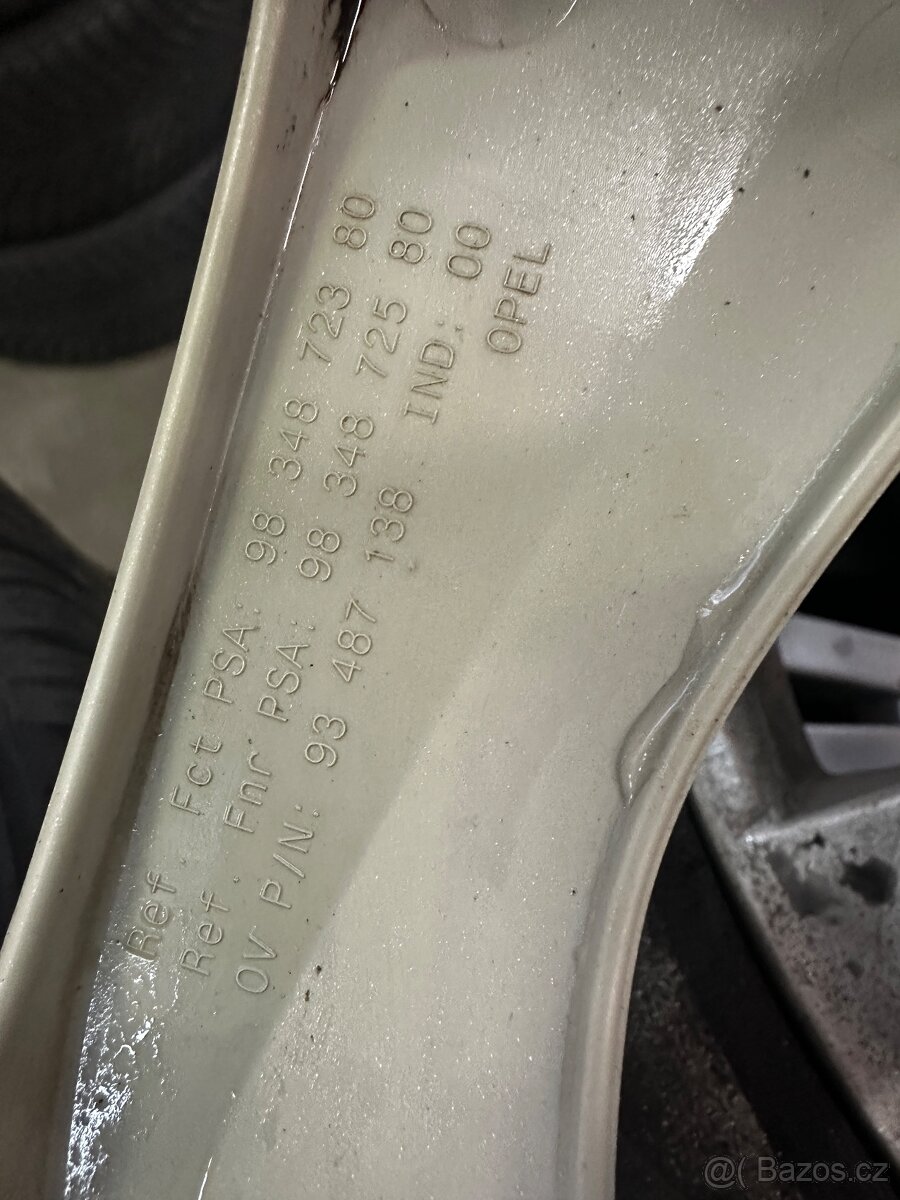 Ref. Fct PSA: 98 348 723 80
Ref. Fnr PSA: 98 348 725 80
OV P/N: 93 487 138 IND: 00
OPEL
@( Bazos.cz